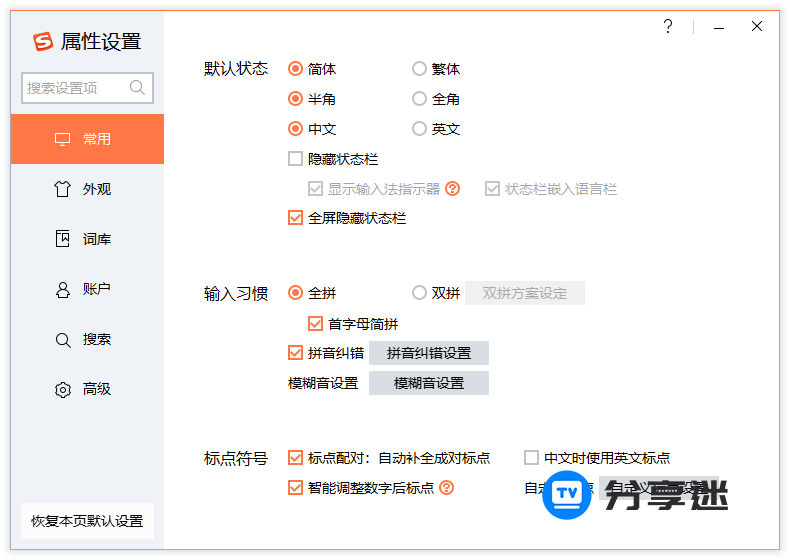 属性设置
搜索设置项
常用
外观
词库
账户
搜索
高级
恢复本页默认设置
默认状态 简体 繁体
半角 全角
中文 英文
隐藏状态栏
显示输入法指示器 状态栏嵌入语言栏
全屏隐藏状态栏
输入习惯 全拼 双拼 双拼方案设定
首字母简拼
拼音纠错 拼音纠错设置
模糊音设置 模糊音设置
标点符号 标点配对：自动补全成对标点 中文时使用英文标点
智能调整数字后标点
TV 分享迷